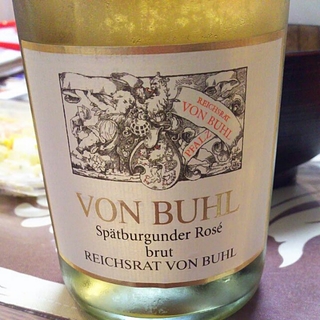 REICHSRAT
VON BUHL
PFALZ
VON BUHL
Spätburgunder Rosé
brut
REICHSRAT VON BUHL